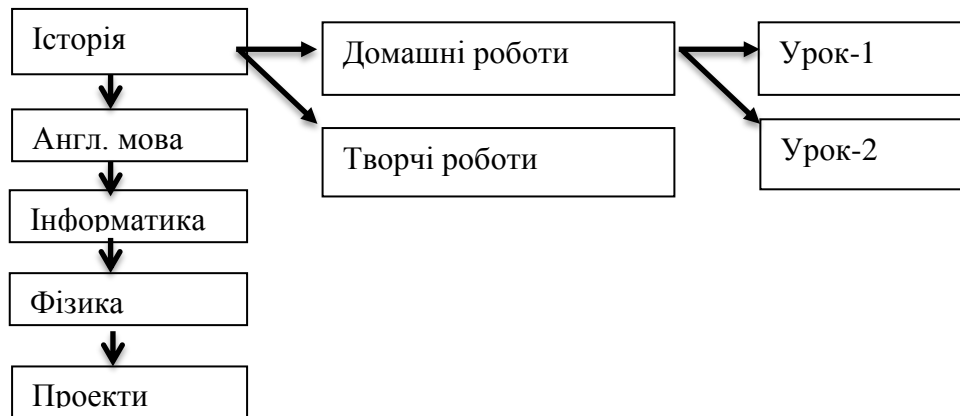 Історія
Домашні роботи
Урок-1
Англ. мова
Творчі роботи
Урок-2
Інформатика
Фізика
Проекти